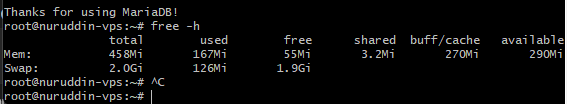 Thanks for using MariaDB!
root@nuruddin-vps:~# free -h
total used free shared buff/cache available
Mem: 458Mi 167Mi 55Mi 3.2Mi 270Mi 290Mi
Swap: 2.0Gi 126Mi 1.9Gi
root@nuruddin-vps:~# ^C
root@nuruddin-vps:~#